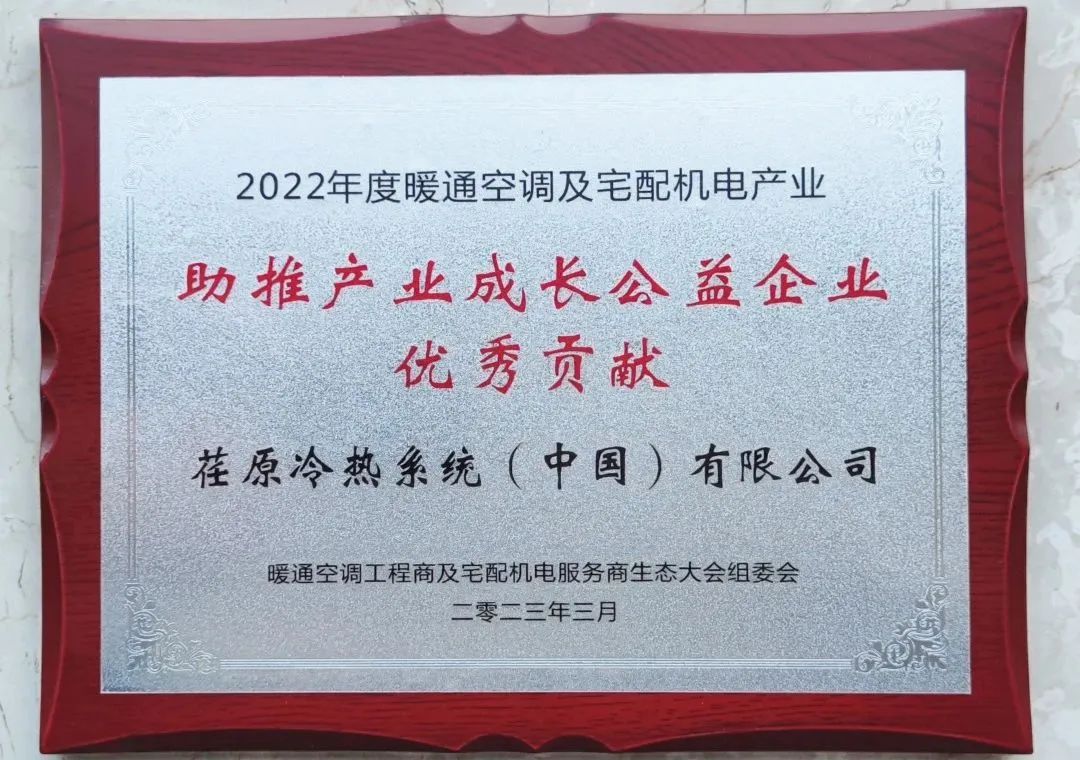 2022年度暖通空调及宅配机电产业
助推产业成长公益企业
优秀贡献
荏原冷热系统（中国）有限公司
暖通空调工程商及宅配机电服务商生态大会组委会
二零二三年三月